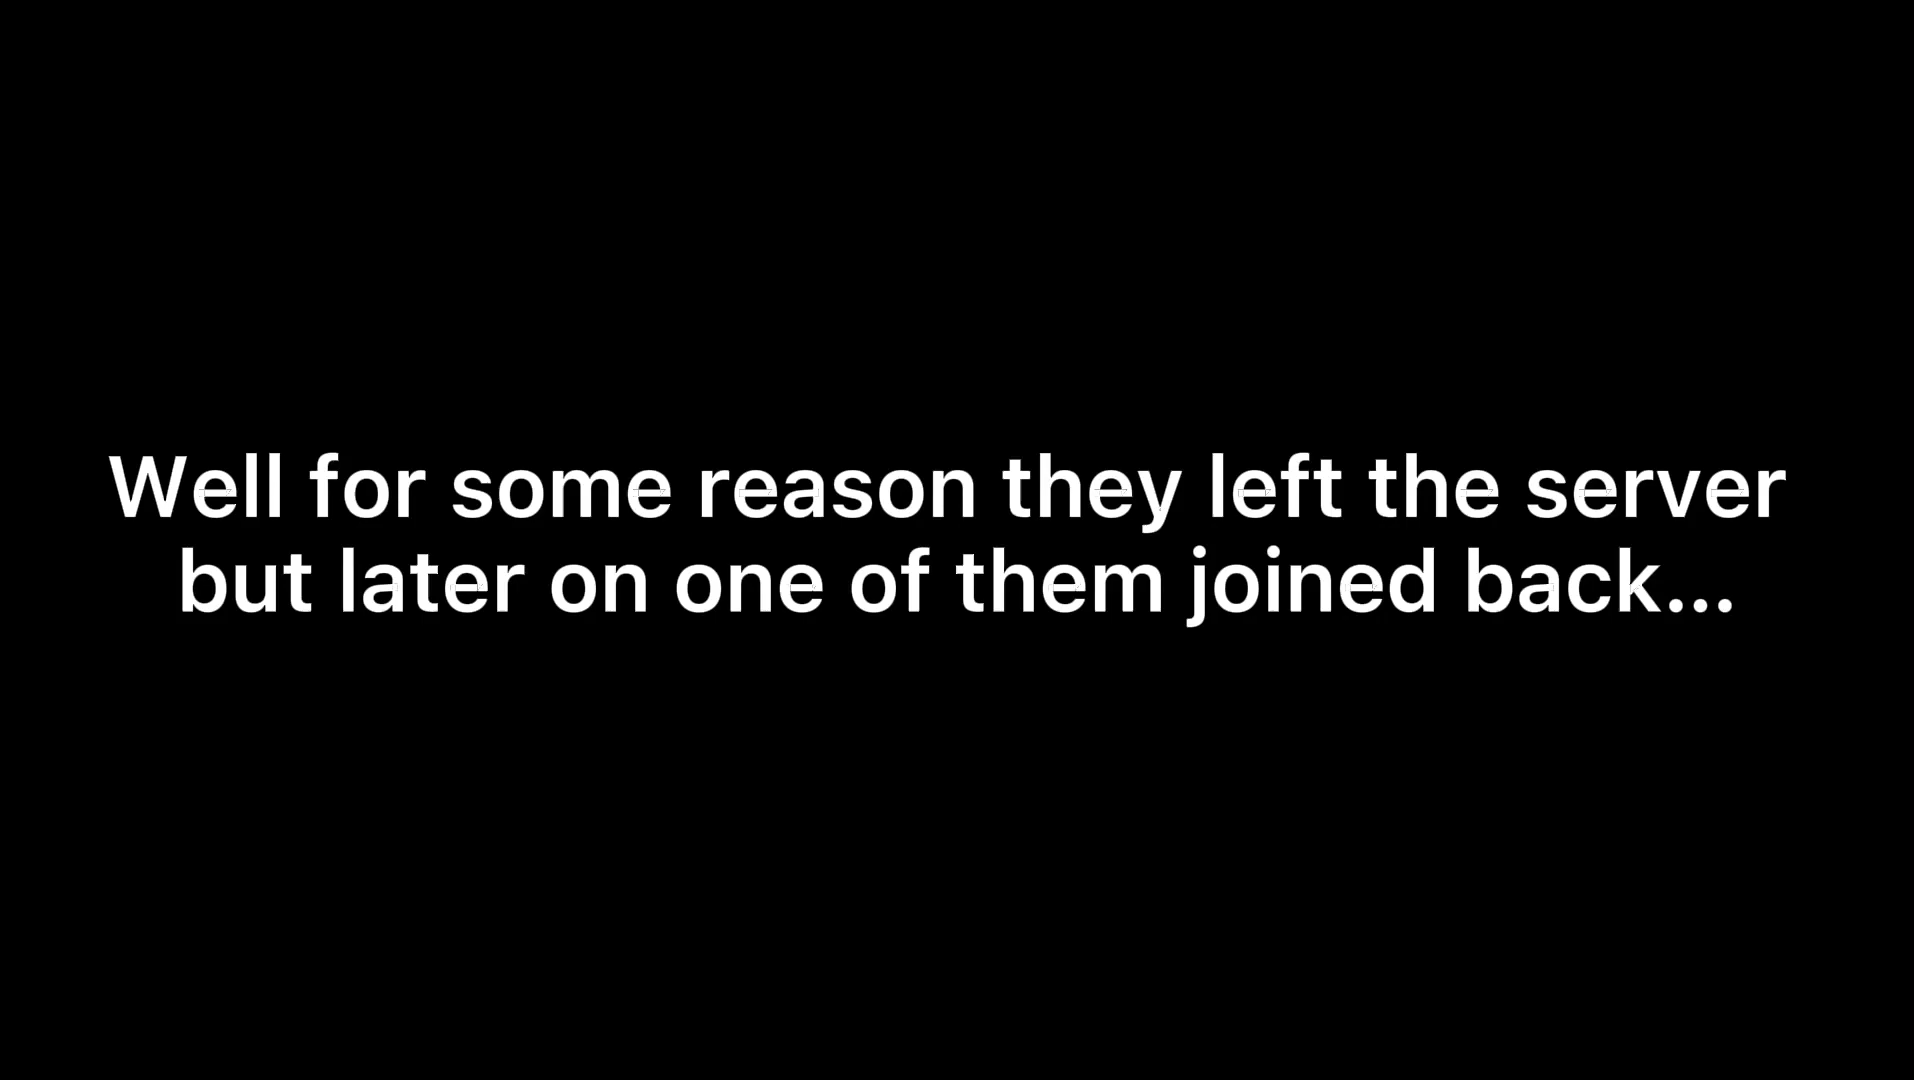 Well for some reason they left the server
but later on one of them joined back...